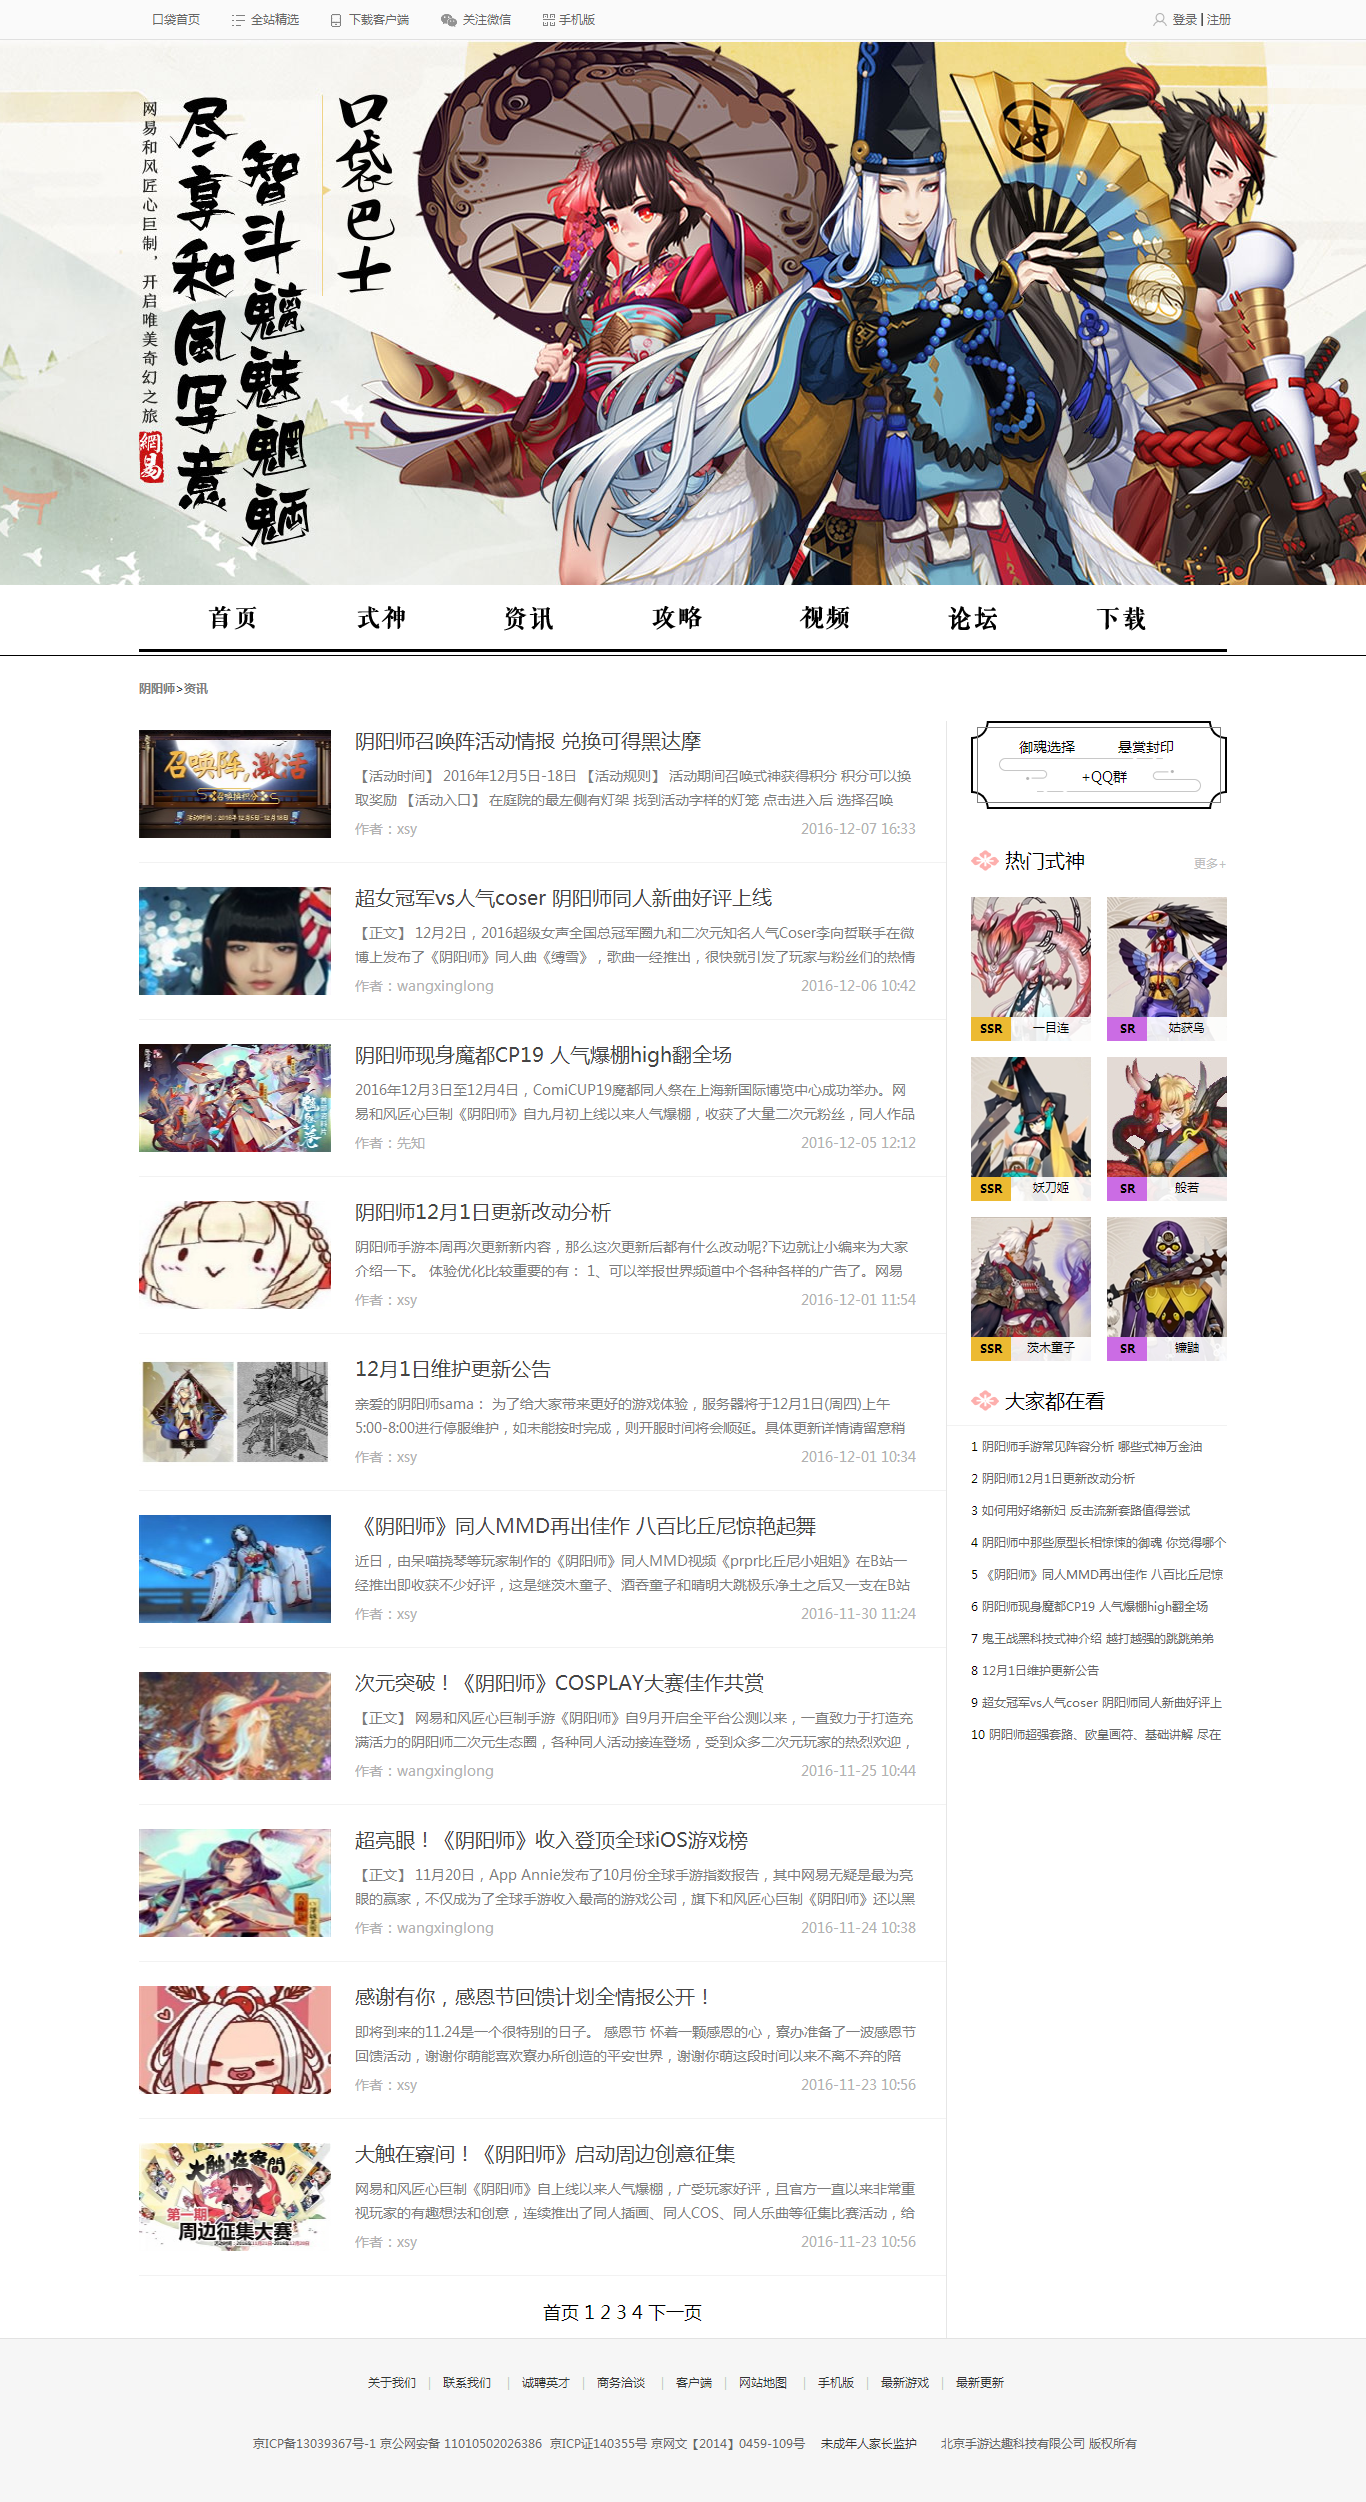 口袋首页 全站精选 下载客户端 关注微信 手机版 登录 | 注册
口袋巴士
智斗魑魅魍魉
尽享和風写意
网易和风匠心巨制，开启唯美奇幻之旅
網易
首页 式神 资讯 攻略 视频 论坛 下载
阴阳师>资讯
召唤阵,激活
召唤换积分
活动时间：2016年12月5日-12月18日
阴阳师召唤阵活动情报 兑换可得黑达摩
【活动时间】 2016年12月5日-18日 【活动规则】 活动期间召唤式神获得积分 积分可以换
取奖励 【活动入口】 在庭院的最左侧有灯架 找到活动字样的灯笼 点击进入后 选择召唤
作者：xsy 2016-12-07 16:33
超女冠军vs人气coser 阴阳师同人新曲好评上线
【正文】 12月2日，2016超级女声全国总冠军圈九和二次元知名人气Coser李向哲联手在微
博上发布了《阴阳师》同人曲《缚雪》，歌曲一经推出，很快就引发了玩家与粉丝们的热情
作者：wangxinglong 2016-12-06 10:42
阴阳师现身魔都CP19 人气爆棚high翻全场
2016年12月3日至12月4日，ComiCUP19魔都同人祭在上海新国际博览中心成功举办。网
易和风匠心巨制《阴阳师》自九月初上线以来人气爆棚，收获了大量二次元粉丝，同人作品
作者：先知 2016-12-05 12:12
阴阳师12月1日更新改动分析
阴阳师手游本周再次更新新内容，那么这次更新后都有什么改动呢?下边就让小编来为大家
介绍一下。 体验优化比较重要的有： 1、可以举报世界频道中个各种各样的广告了。网易
作者：xsy 2016-12-01 11:54
12月1日维护更新公告
亲爱的阴阳师sama： 为了给大家带来更好的游戏体验，服务器将于12月1日(周四)上午
5:00-8:00进行停服维护，如未能按时完成，则开服时间将会顺延。具体更新详情请留意稍
作者：xsy 2016-12-01 10:34
《阴阳师》同人MMD再出佳作 八百比丘尼惊艳起舞
近日，由呆喵挠琴等玩家制作的《阴阳师》同人MMD视频《prpr比丘尼小姐姐》在B站一
经推出即收获不少好评，这是继茨木童子、酒吞童子和晴明大跳极乐净土之后又一支在B站
作者：xsy 2016-11-30 11:24
次元突破！《阴阳师》COSPLAY大赛佳作共赏
【正文】 网易和风匠心巨制手游《阴阳师》自9月开启全平台公测以来，一直致力于打造充
满活力的阴阳师二次元生态圈，各种同人活动接连登场，受到众多二次元玩家的热烈欢迎，
作者：wangxinglong 2016-11-25 10:44
超亮眼！《阴阳师》收入登顶全球iOS游戏榜
【正文】 11月20日，App Annie发布了10月份全球手游指数报告，其中网易无疑是最为亮
眼的赢家，不仅成为了全球手游收入最高的游戏公司，旗下和风匠心巨制《阴阳师》还以黑
作者：wangxinglong 2016-11-24 10:38
感谢有你，感恩节回馈计划全情报公开！
即将到来的11.24是一个很特别的日子。 感恩节 怀着一颗感恩的心，寮办准备了一波感恩节
回馈活动，谢谢你萌能喜欢寮办所创造的平安世界，谢谢你萌这段时间以来不离不弃的陪
作者：xsy 2016-11-23 10:56
大触在寮間
第一期
周边征集大赛
大触在寮间！《阴阳师》启动周边创意征集
网易和风匠心巨制《阴阳师》自上线以来人气爆棚，广受玩家好评，且官方一直以来非常重
视玩家的有趣想法和创意，连续推出了同人插画、同人COS、同人乐曲等征集比赛活动，给
作者：xsy 2016-11-23 10:56
首页 1 2 3 4 下一页
御魂选择 悬赏封印
+QQ群
热门式神 更多+
SSR 一目连 SR 姑获鸟
SSR 妖刀姬 SR 般若
SSR 茨木童子 SR 镰鼬
大家都在看
1 阴阳师手游常见阵容分析 哪些式神万金油
2 阴阳师12月1日更新改动分析
3 如何用好络新妇 反击流新套路值得尝试
4 阴阳师中那些原型长相惊悚的御魂 你觉得哪个
5 《阴阳师》同人MMD再出佳作 八百比丘尼惊
6 阴阳师现身魔都CP19 人气爆棚high翻全场
7 鬼王战黑科技式神介绍 越打越强的跳跳弟弟
8 12月1日维护更新公告
9 超女冠军vs人气coser 阴阳师同人新曲好评上
10 阴阳师超强套路、欧皇画符、基础讲解 尽在
关于我们 | 联系我们 | 诚聘英才 | 商务洽谈 | 客户端 | 网站地图 | 手机版 | 最新游戏 | 最新更新
京ICP备13039367号-1 京公网安备 11010502026386 京ICP证140355号 京网文【2014】0459-109号 未成年人家长监护 北京手游达趣科技有限公司 版权所有